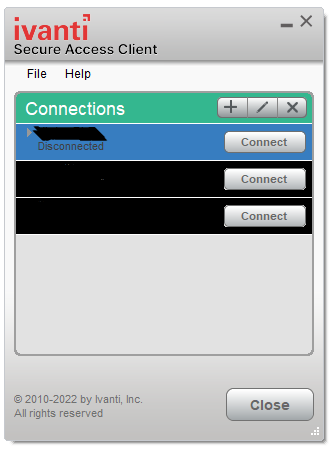 ivanti
Secure Access Client
File Help
Connections
Disconnected
Connect
Connect
Connect
© 2010-2022 by Ivanti, Inc.
All rights reserved
Close